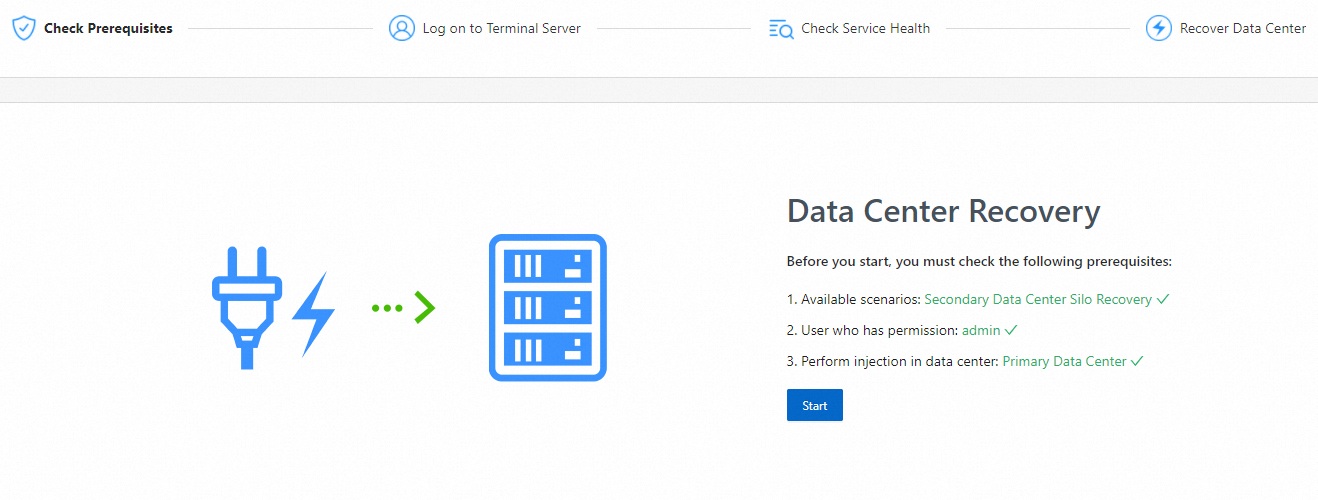 Check Prerequisites
Log on to Terminal Server
Check Service Health
Recover Data Center
Data Center Recovery
Before you start, you must check the following prerequisites:
1. Available scenarios: Secondary Data Center Silo Recovery ✓
2. User who has permission: admin ✓
3. Perform injection in data center: Primary Data Center ✓
Start